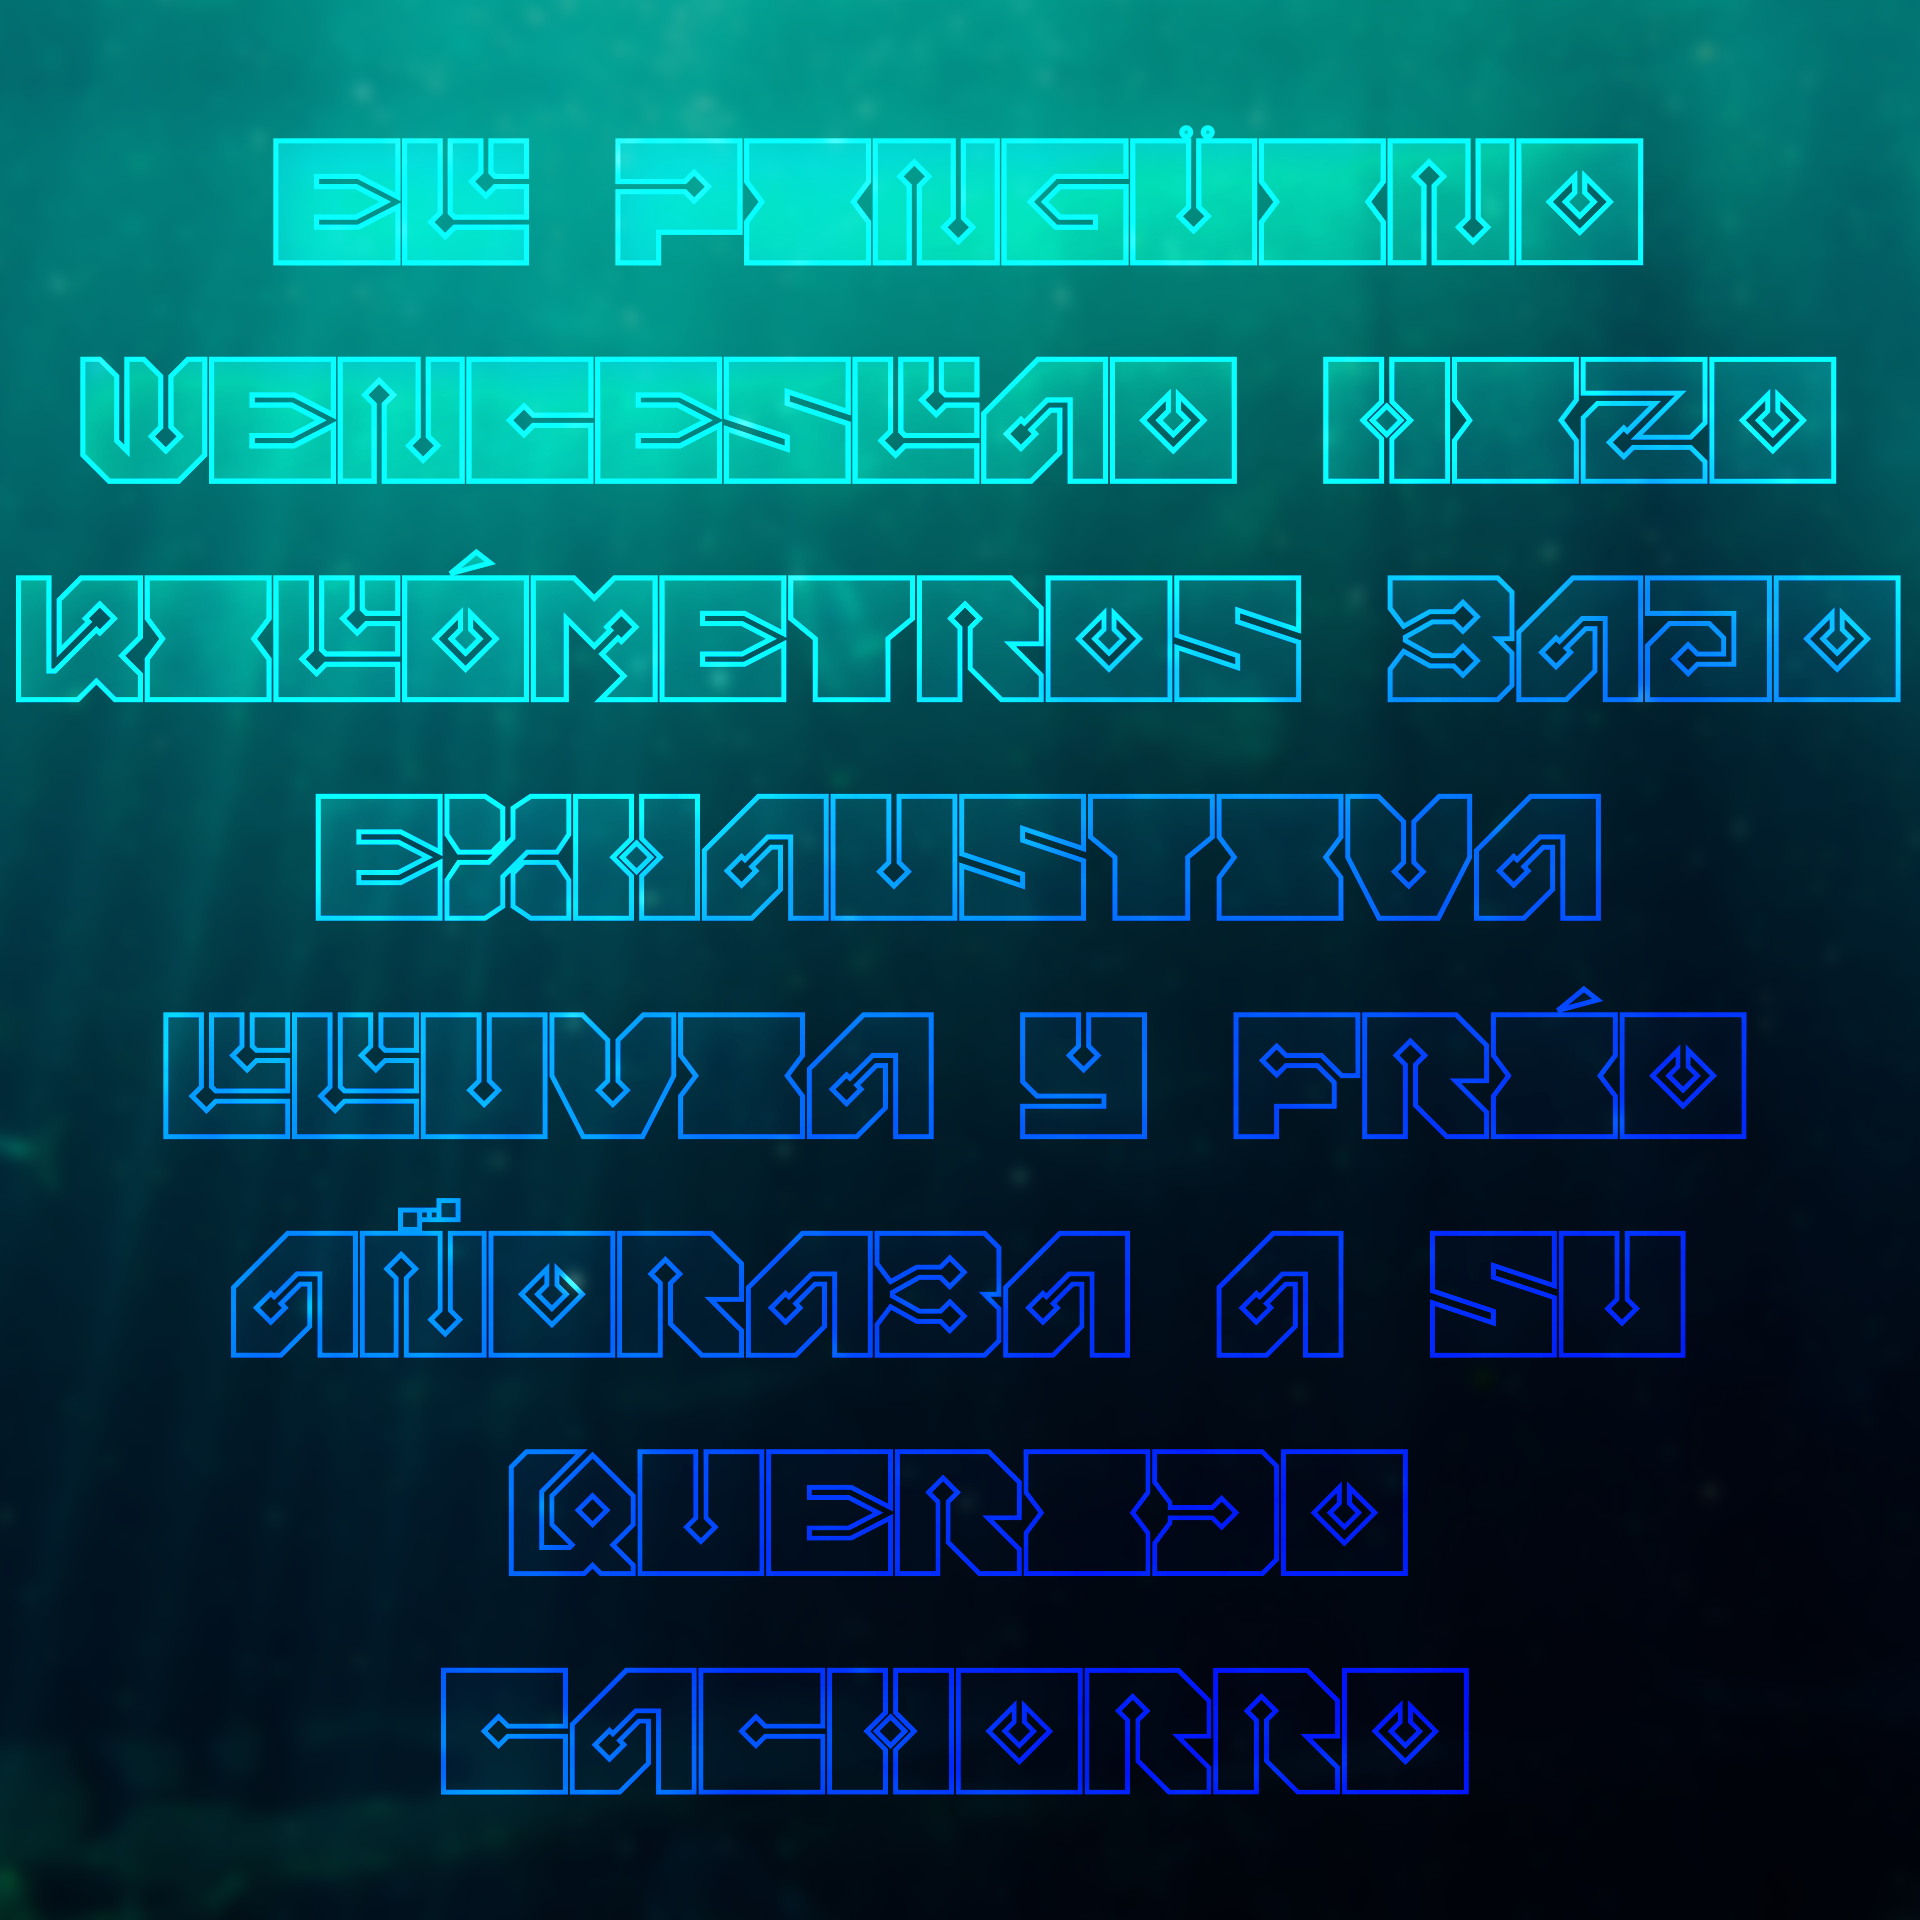 EL PINGÜINO
WENCESLAO HIZO
KILÓMETROS BAJO
EXHAUSTIVA
LLUVIA Y FRÍO
AÑORABA A SU
QUERIDO
CACHORRO